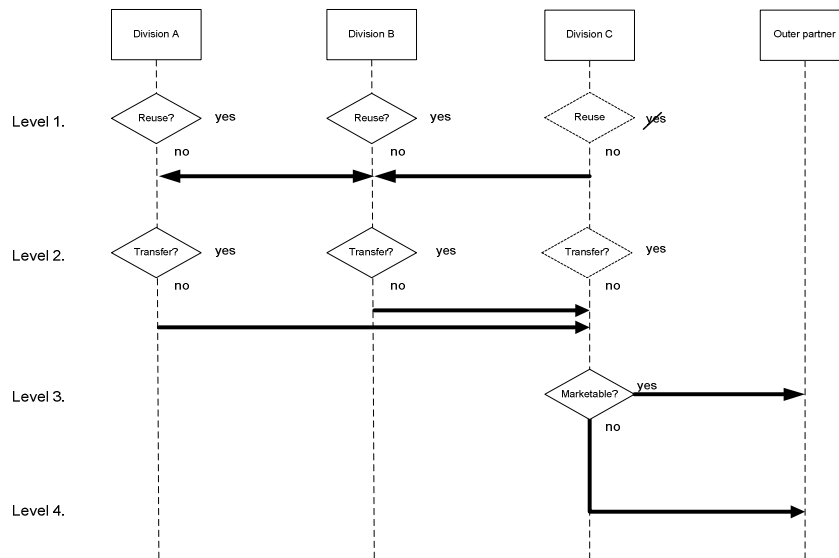 Division A Division B Division C Outer partner
Level 1. Reuse? yes Reuse? yes Reuse yes
no no no
Level 2. Transfer? yes Transfer? yes Transfer? yes
no no no
Level 3. Marketable? yes
no
Level 4.